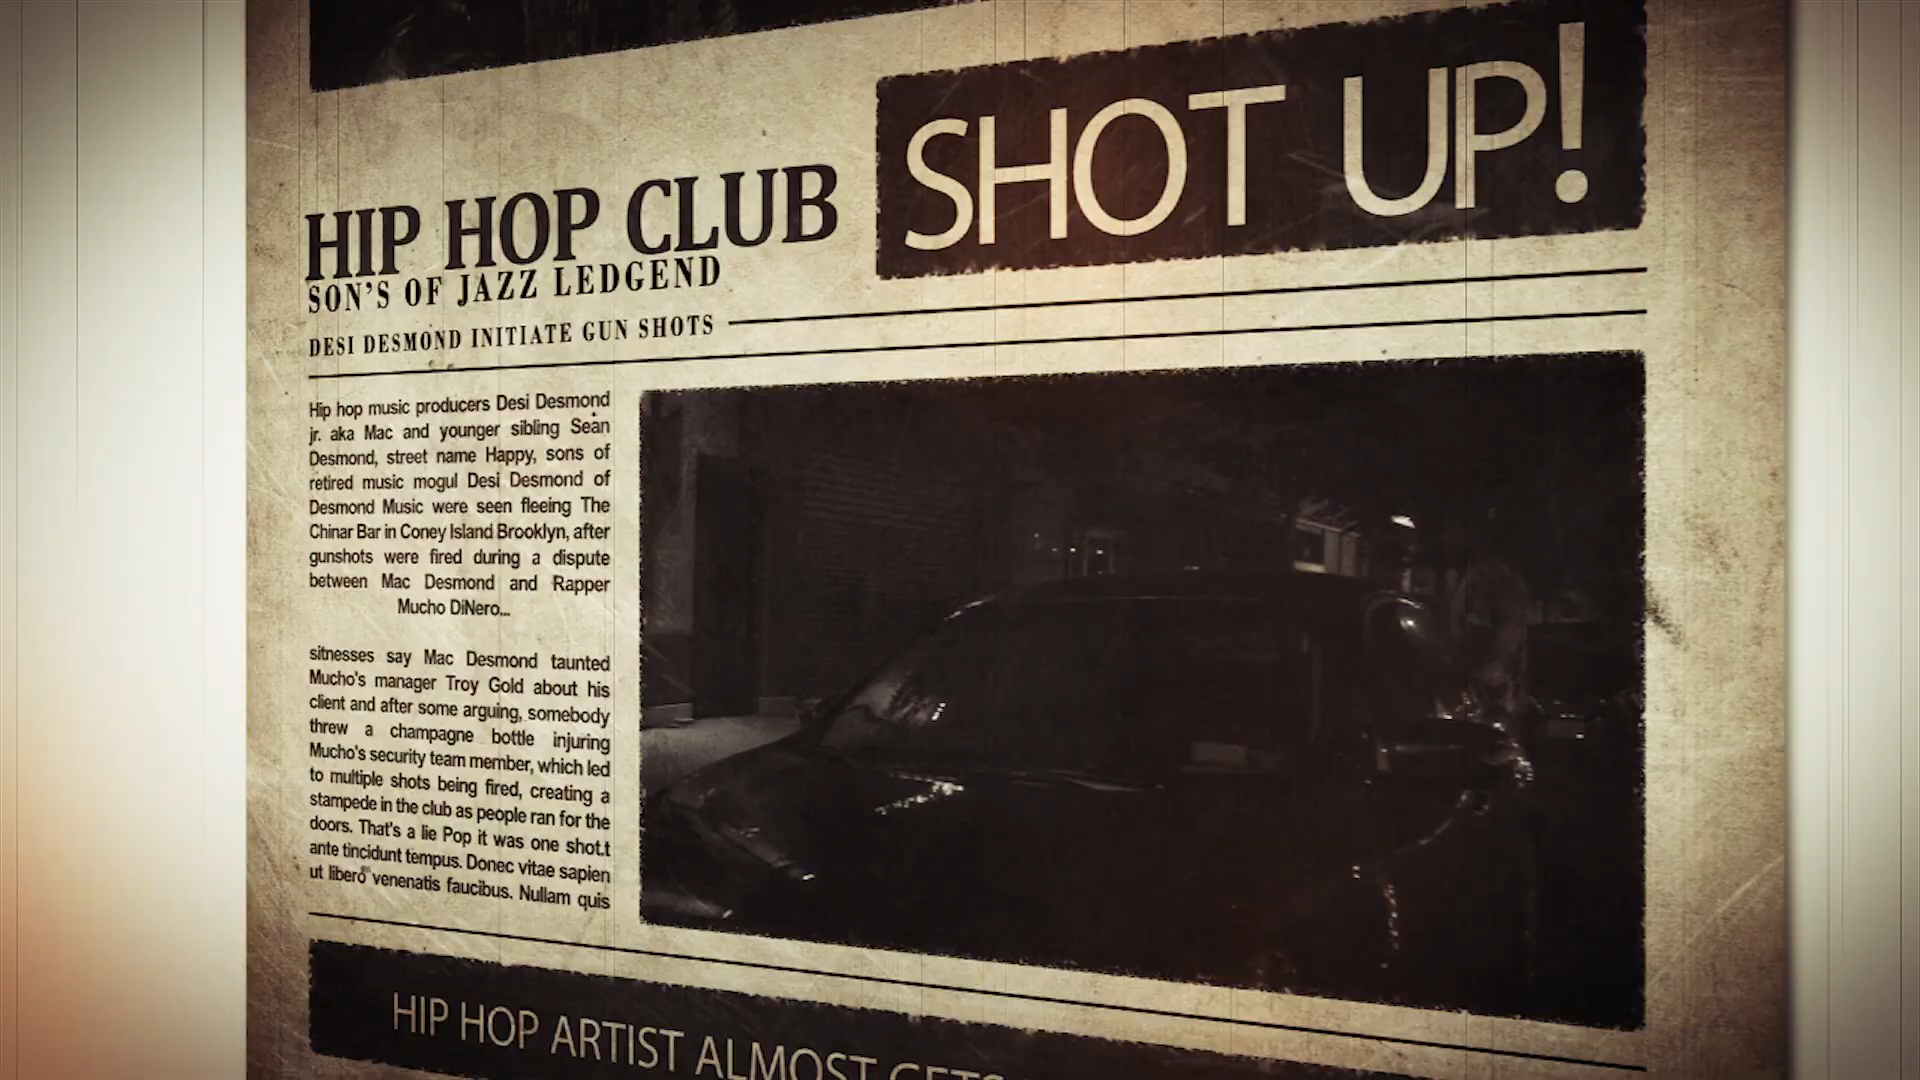 HIP HOP CLUB
SHOT UP!
SON'S OF JAZZ LEDGEND
DESI DESMOND INITIATE GUN SHOTS
Hip hop music producers Desi Desmond
jr. aka Mac and younger sibling Sean
Desmond, street name Happy, sons of
retired music mogul Desi Desmond of
Desmond Music were seen fleeing The
Chinar Bar in Coney Island Brooklyn, after
gunshots were fired during a dispute
between Mac Desmond and Rapper
Mucho DiNero...
sitnesses say Mac Desmond taunted
Mucho's manager Troy Gold about his
client and after some arguing, somebody
threw a champagne bottle injuring
Mucho's security team member, which led
to multiple shots being fired, creating a
stampede in the club as people ran for the
doors. That's a lie Pop it was one shot.t
ante tincidunt tempus. Donec vitae sapien
ut libero venenatis faucibus. Nullam quis
HIP HOP ARTIST ALMOST GETS